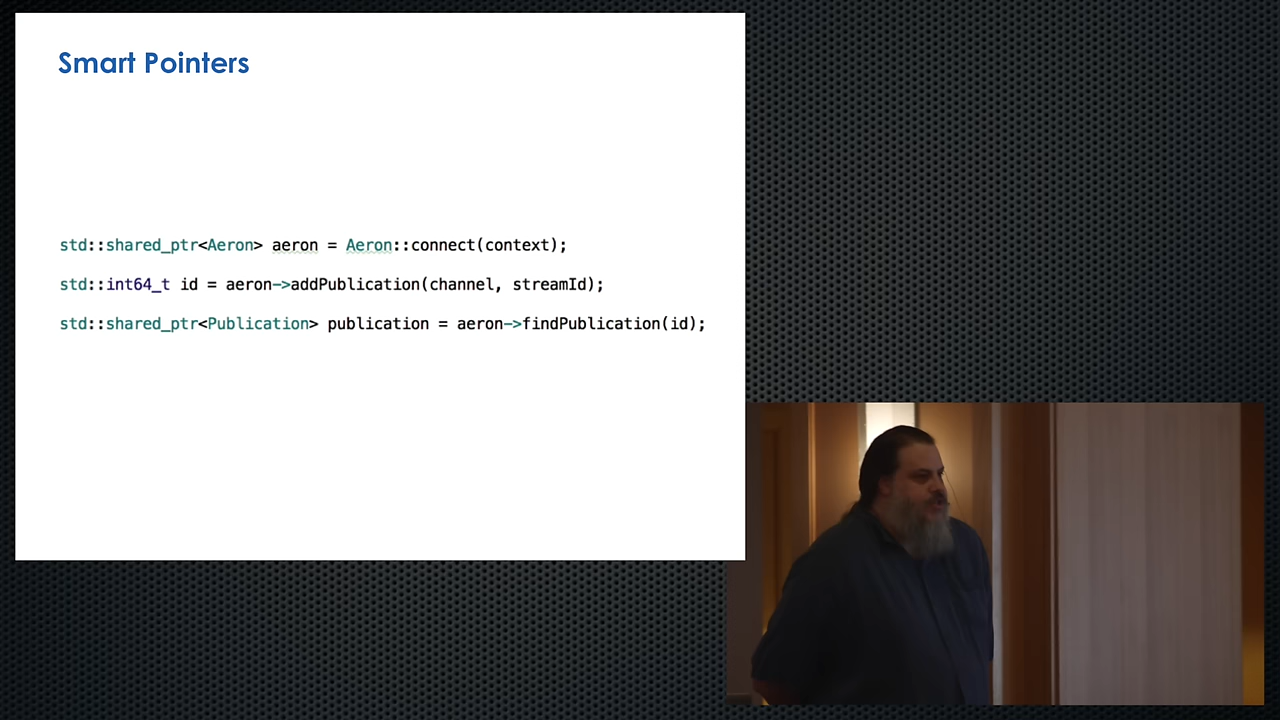 Smart Pointers
std::shared_ptr<Aeron> aeron = Aeron::connect(context);
std::int64_t id = aeron->addPublication(channel, streamId);
std::shared_ptr<Publication> publication = aeron->findPublication(id);